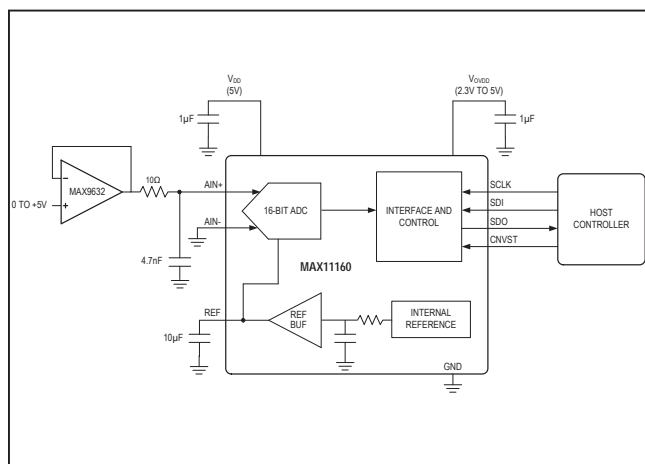 VDD
(5V)
VOVDD
(2.3V TO 5V)
1µF
1µF
MAX9632
0 TO +5V
-
+
10Ω
4.7nF
AIN+
AIN-
16-BIT ADC
INTERFACE AND
CONTROL
SCLK
SDI
SDO
CNVST
HOST
CONTROLLER
MAX11160
REF
10µF
REF
BUF
INTERNAL
REFERENCE
GND